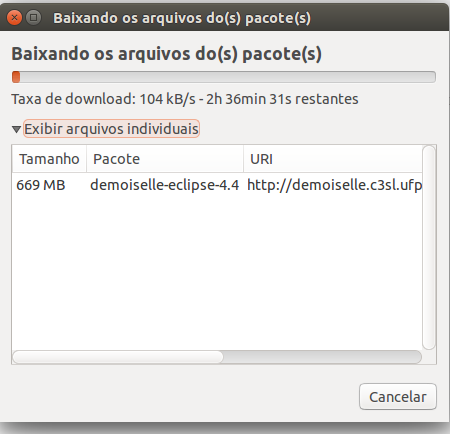 Baixando os arquivos do(s) pacote(s)
Baixando os arquivos do(s) pacote(s)
Taxa de download: 104 kB/s - 2h 36min 31s restantes
Exibir arquivos individuais
Tamanho Pacote URI
669 MB demoiselle-eclipse-4.4 http://demoiselle.c3sl.ufp
Cancelar